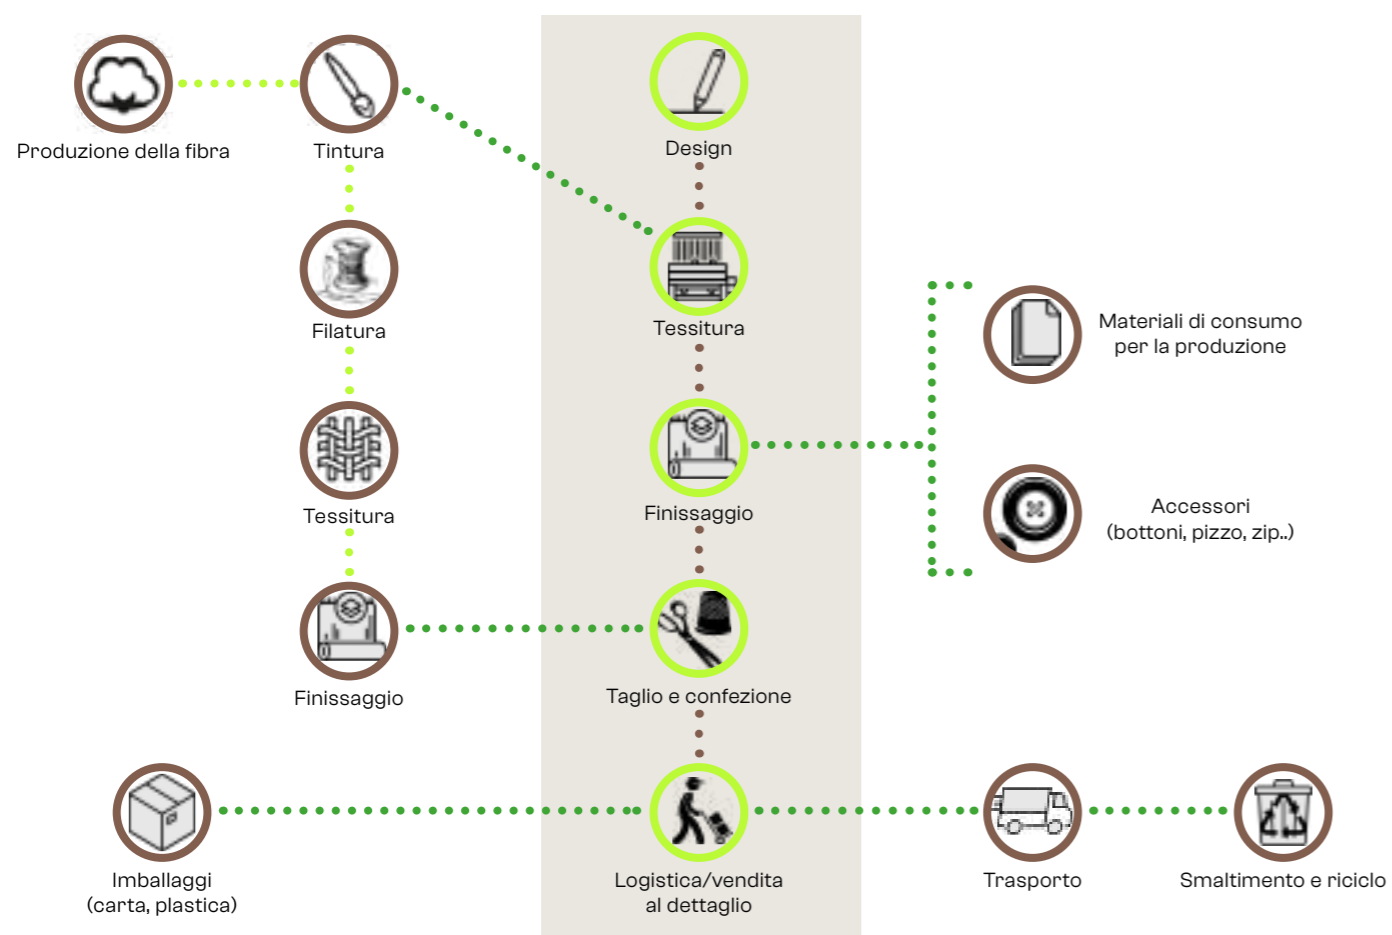 Produzione della fibra
Tintura
Design
Filatura
Tessitura
Materiali di consumo
per la produzione
Tessitura
Finissaggio
Accessori
(bottoni, pizzo, zip..)
Finissaggio
Taglio e confezione
Imballaggi
(carta, plastica)
Logistica/vendita
al dettaglio
Trasporto
Smaltimento e riciclo